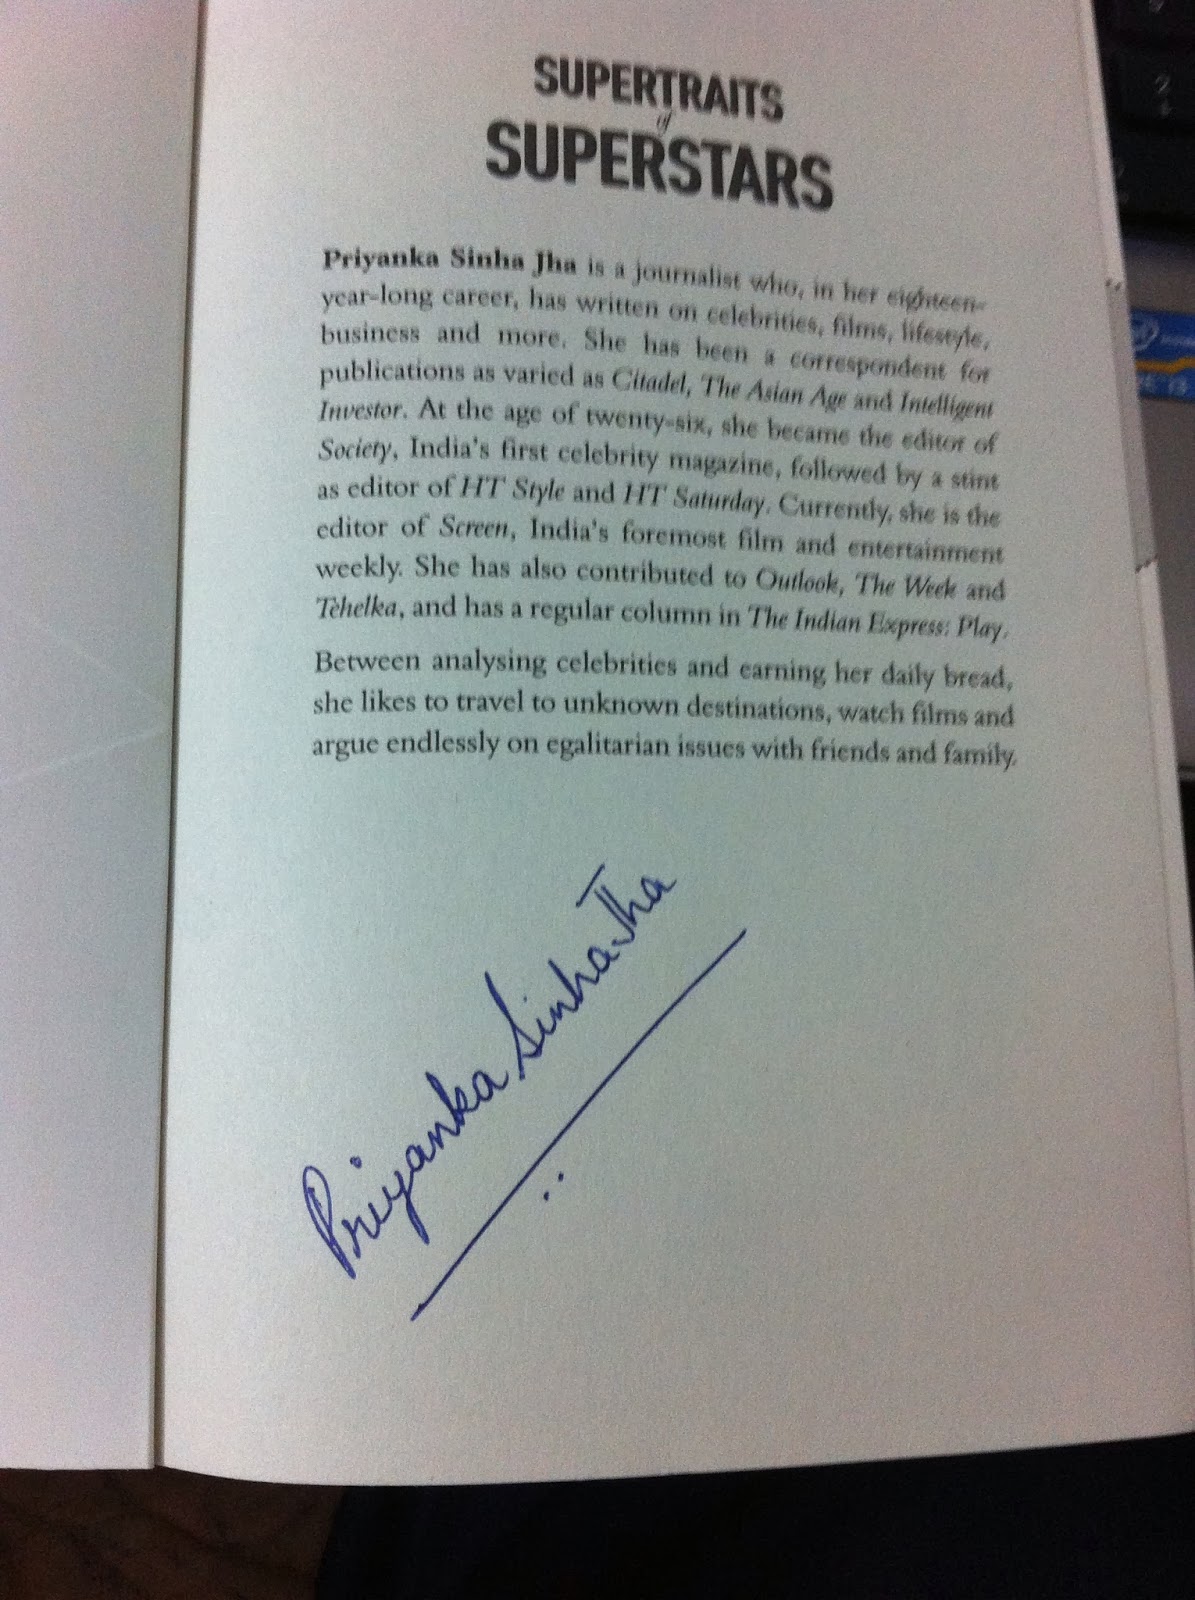 SUPERTRAITS
of
SUPERSTARS
Priyanka Sinha Jha is a journalist who, in her eighteen-
year-long career, has written on celebrities, films, lifestyle,
business and more. She has been a correspondent for
publications as varied as Citadel, The Asian Age and Intelligent
Investor. At the age of twenty-six, she became the editor of
Society, India's first celebrity magazine, followed by a stint
as editor of HT Style and HT Saturday. Currently, she is the
editor of Screen, India's foremost film and entertainment
weekly. She has also contributed to Outlook, The Week and
Tehelka, and has a regular column in The Indian Express: Play.
Between analysing celebrities and earning her daily bread,
she likes to travel to unknown destinations, watch films and
argue endlessly on egalitarian issues with friends and family.
Priyanka Sinha Jha
2